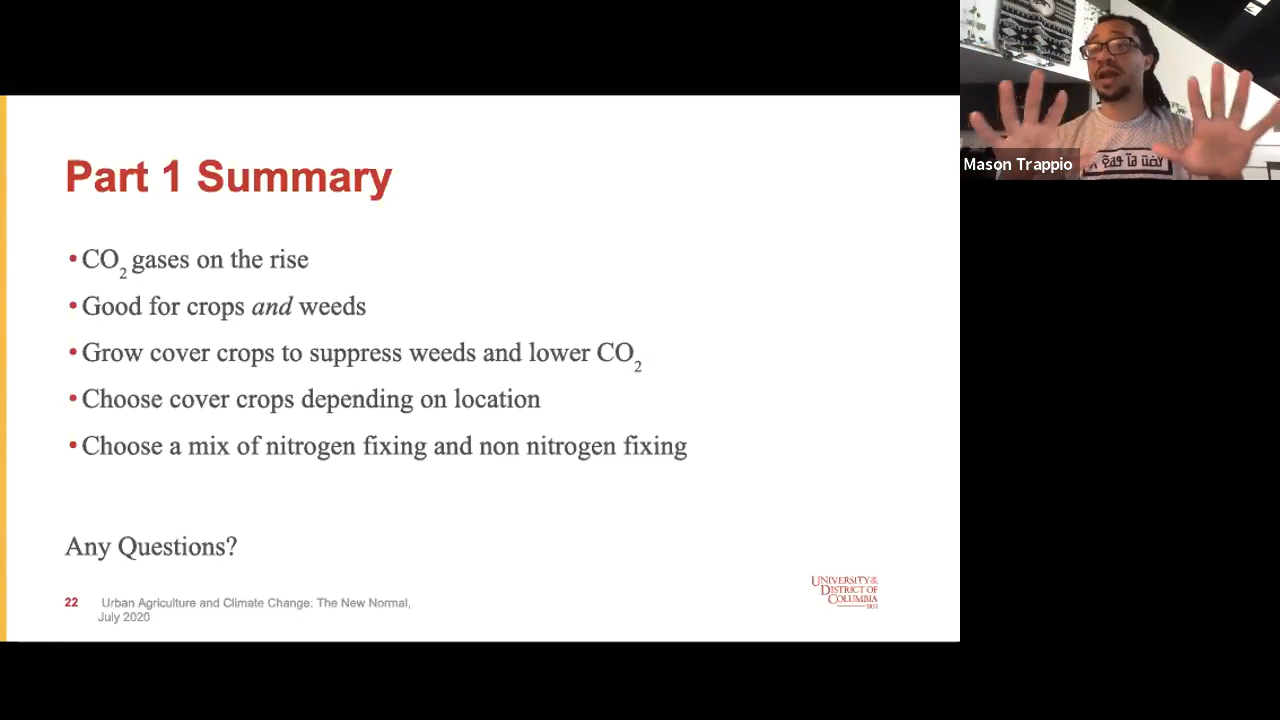 Part 1 Summary
• CO₂ gases on the rise
• Good for crops and weeds
• Grow cover crops to suppress weeds and lower CO₂
• Choose cover crops depending on location
• Choose a mix of nitrogen fixing and non nitrogen fixing
Any Questions?
22 Urban Agriculture and Climate Change: The New Normal,
July 2020
UNIVERSITY OF THE
DISTRICT OF
COLUMBIA
1851
Mason Trappio